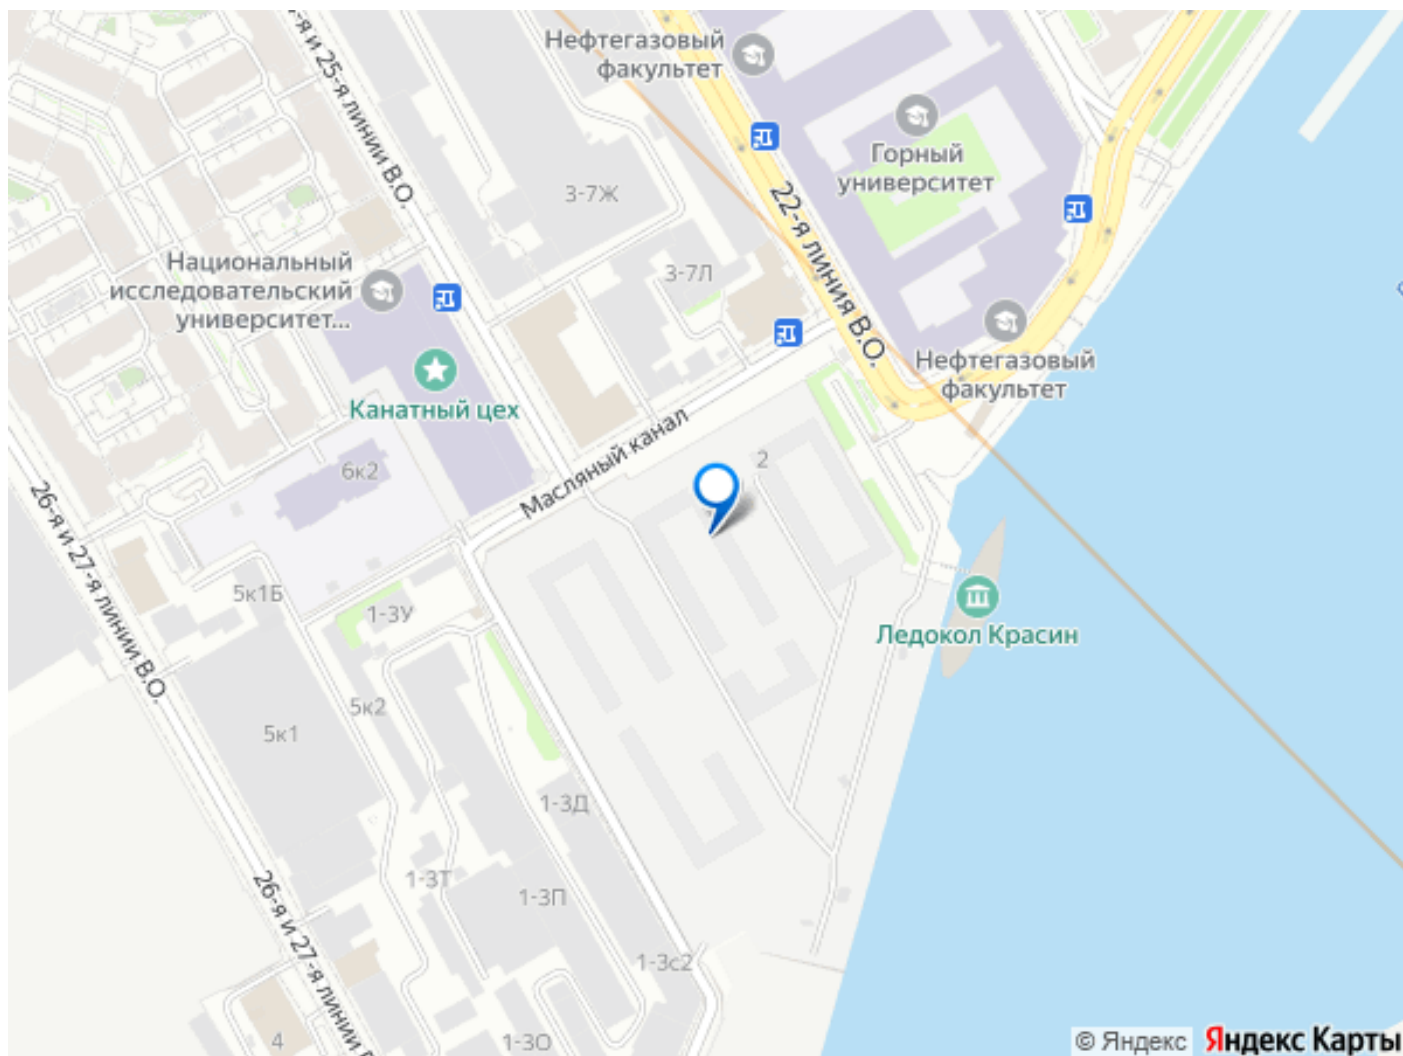 Нефтегазовый
факультет
-я и 25-я линии В.О.
Горный
университет
3-7Ж
22-я линия В.О.
Национальный
исследовательский
университет...
3-7Л
Нефтегазовый
факультет
Канатный цех
Масляный канал
2
6к2
26-я и 27-я линии В.О.
5к1Б
1-3У
Ледокол Красин
5к2
5к1
1-3Д
1-3Т
1-3П
26-я и 27-я линии
1-3с2
4
1-3О
© Яндекс Яндекс Карты